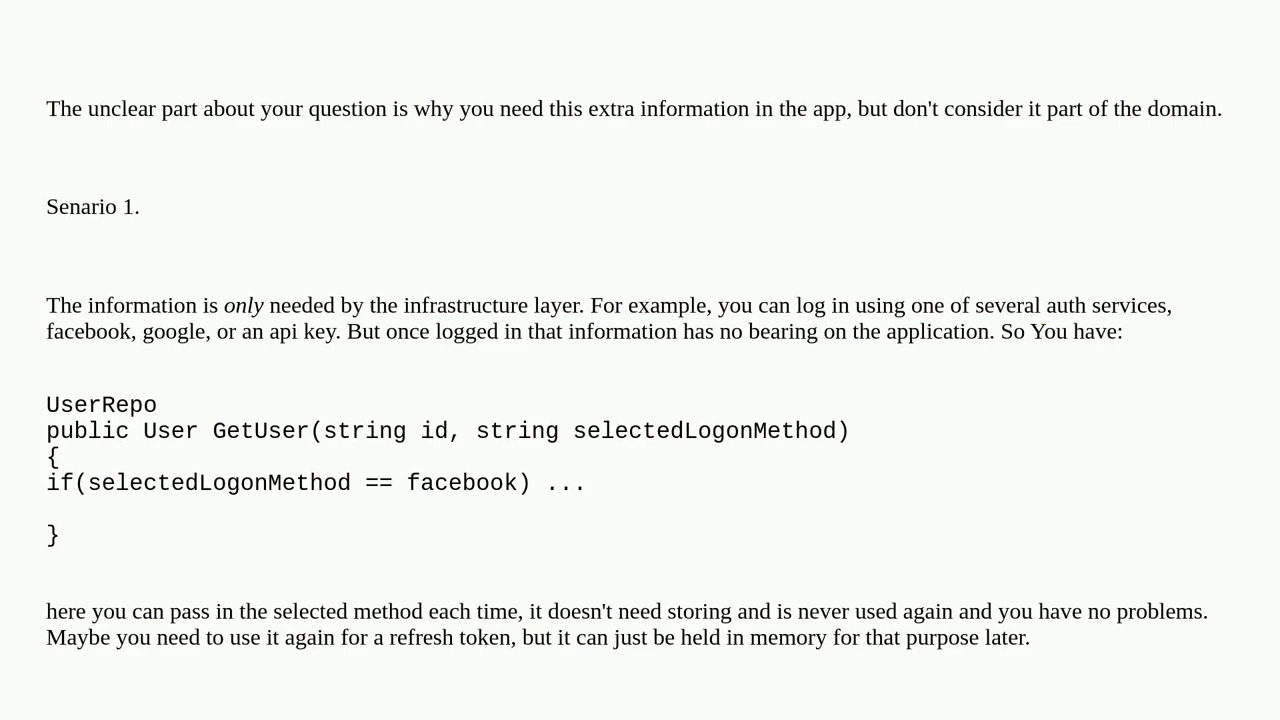 The unclear part about your question is why you need this extra information in the app, but don't consider it part of the domain.
Senario 1.
The information is only needed by the infrastructure layer. For example, you can log in using one of several auth services,
facebook, google, or an api key. But once logged in that information has no bearing on the application. So You have:
UserRepo
public User GetUser(string id, string selectedLogonMethod)
{
if(selectedLogonMethod == facebook) ...
}
here you can pass in the selected method each time, it doesn't need storing and is never used again and you have no problems.
Maybe you need to use it again for a refresh token, but it can just be held in memory for that purpose later.